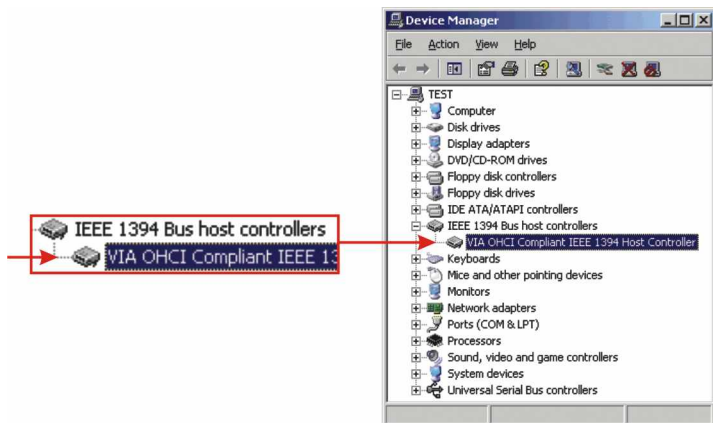 IEEE 1394 Bus host controllers
VIA OHCI Compliant IEEE 13
Device Manager
File Action View Help
TEST
Computer
Disk drives
Display adapters
DVD/CD-ROM drives
Floppy disk controllers
Floppy disk drives
IDE ATA/ATAPI controllers
IEEE 1394 Bus host controllers
VIA OHCI Compliant IEEE 1394 Host Controller
Keyboards
Mice and other pointing devices
Monitors
Network adapters
Ports (COM & LPT)
Processors
Sound, video and game controllers
System devices
Universal Serial Bus controllers